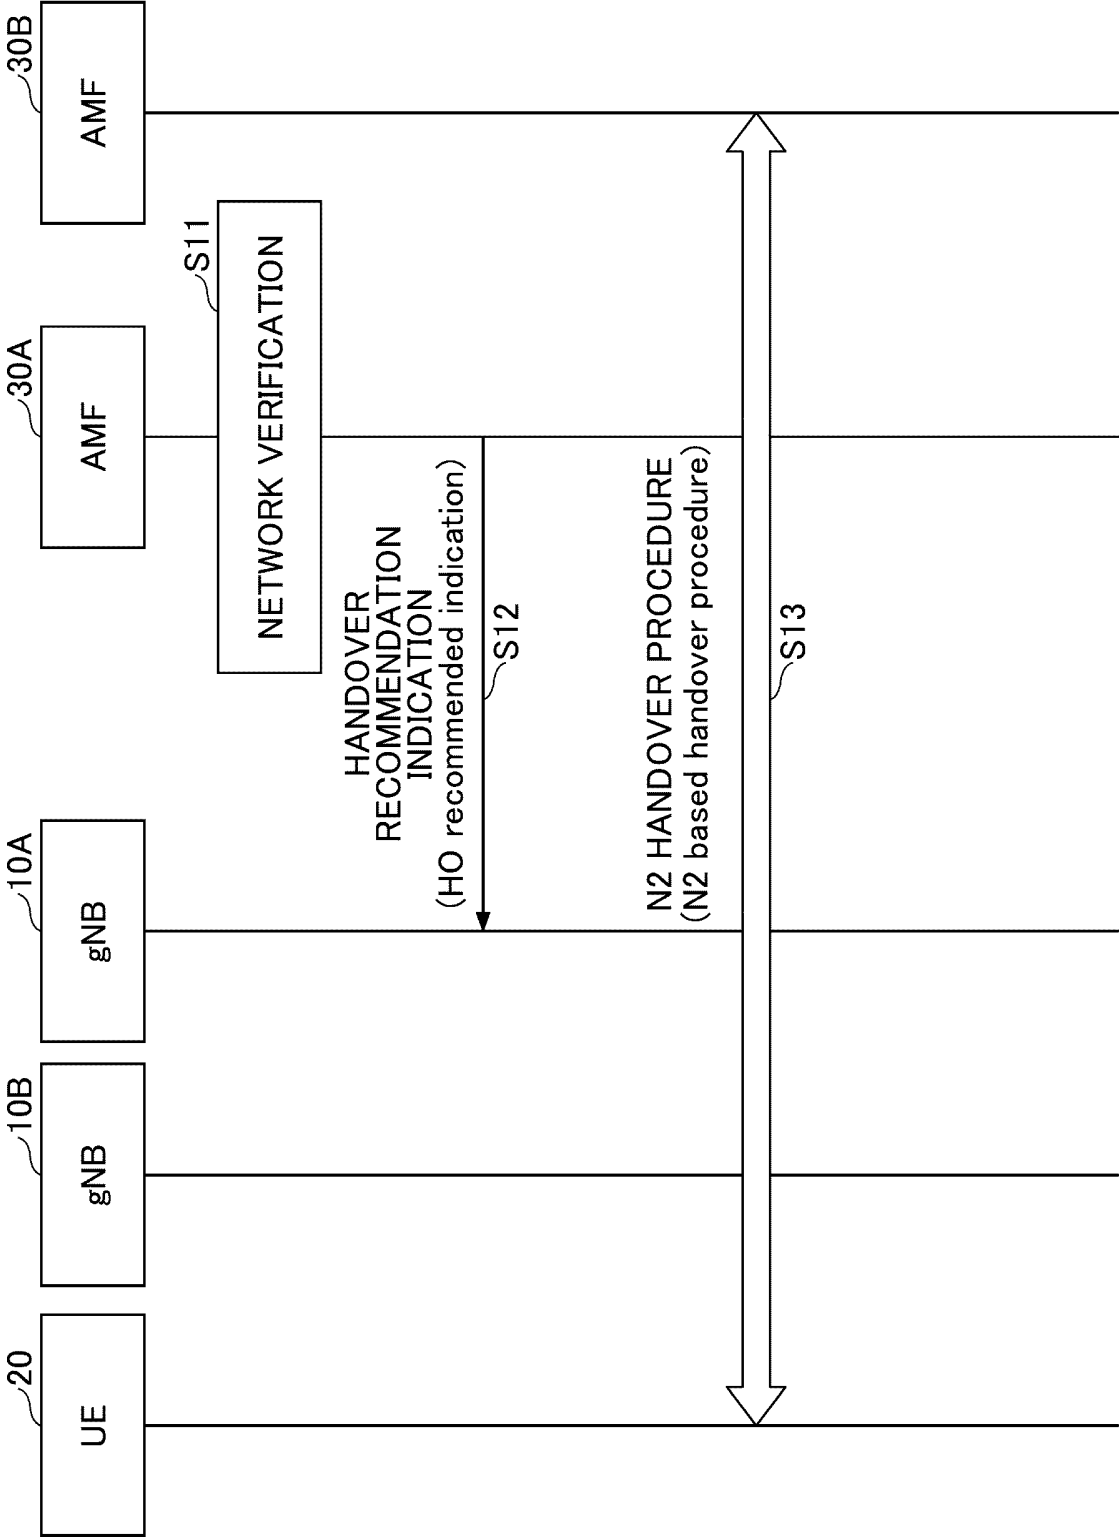 20
UE
10B
gNB
10A
gNB
30A
AMF
30B
AMF
S11
NETWORK VERIFICATION
HANDOVER
RECOMMENDATION
INDICATION
(HO recommended indication)
S12
N2 HANDOVER PROCEDURE
(N2 based handover procedure)
S13